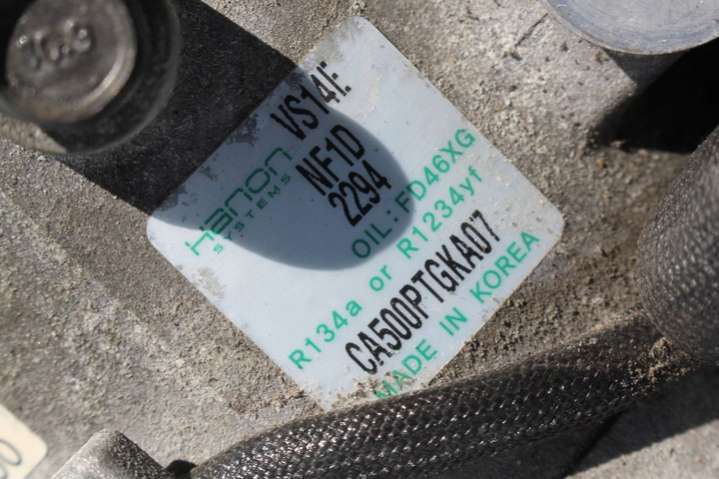 VS14E
NF1D
2294
Hanon
SYSTEMS
OIL:FD46XG
R134a or R1234yf
CA500PTGKA07
MADE IN KOREA